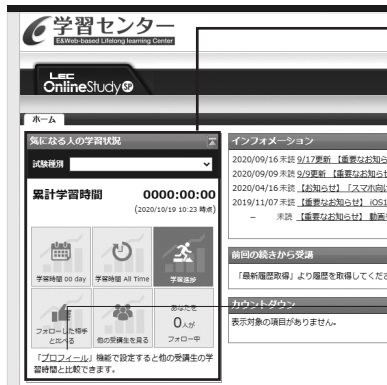 学習センター
E&Web-based Lifelong learning Center
LEC
OnlineStudy SP
ホーム
気になる人の学習状況
試験種別
累計学習時間 0000:00:00
(2020/10/19 10:23 時点)
学習時間 00 day
学習時間 All Time
学習進捗
フォローした相手
と比べる
他の受講生を見る
あなたを
0人が
フォロー中
「プロフィール」機能で設定すると他の受講生の学
習時間と比較できます。
インフォメーション
2020/09/16 未読 9/17更新 【重要なお知ら
2020/09/09 未読 9/9更新 【重要なお知らせ
2020/04/16 未読 【お知らせ】「スマホ向け
2019/11/07 未読 【重要なお知らせ】 iOS1
－ 未読 【重要なお知らせ】 動画
前回の続きから受講
「最新履歴取得」より履歴を取得してくださ
カウントダウン
表示対象の項目がありません。